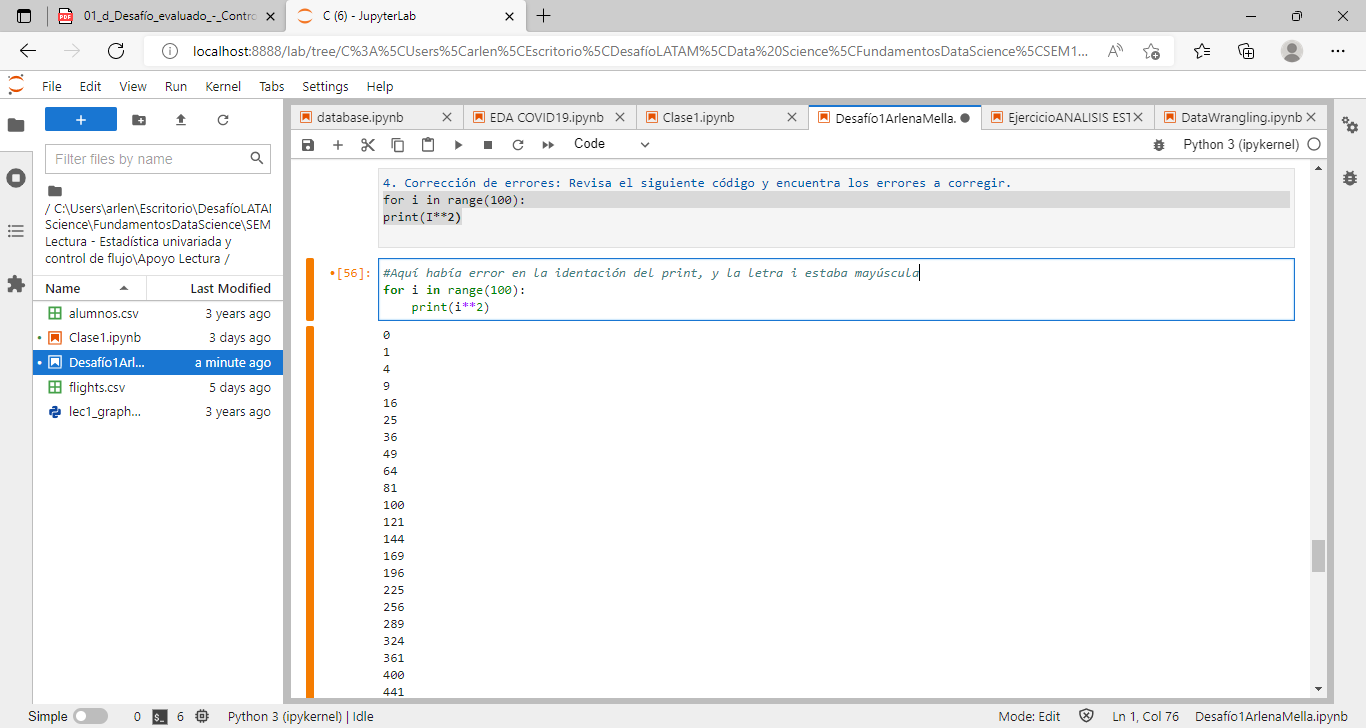 01_d_Desafío_evaluado_-_Contro
C (6) - JupyterLab
localhost:8888/lab/tree/C%3A%5CUsers%5Carlen%5CEscritorio%5CDesafíoLATAM%5CData%20Science%5CFundamentosDataScience%5CSEM1...
File Edit View Run Kernel Tabs Settings Help
Filter files by name
/ C:\Users\arlen\Escritorio\DesafíoLATAM
Science\FundamentosDataScience\SEM
Lectura - Estadística univariada y
control de flujo\Apoyo Lectura /
Name Last Modified
alumnos.csv 3 years ago
Clase1.ipynb 3 days ago
Desafío1Arl... a minute ago
flights.csv 5 days ago
lec1_graph... 3 years ago
database.ipynb
EDA COVID19.ipynb
Clase1.ipynb
Desafío1ArlenaMella.
EjercicioANALISIS EST
DataWrangling.ipynb
Code
Python 3 (ipykernel)
4. Corrección de errores: Revisa el siguiente código y encuentra los errores a corregir.
for i in range(100):
print(I**2)
[56]:
#Aquí había error en la identación del print, y la letra i estaba mayúscula
for i in range(100):
    print(i**2)
0
1
4
9
16
25
36
49
64
81
100
121
144
169
196
225
256
289
324
361
400
441
Simple 0 $_ 6 Python 3 (ipykernel) | Idle
Mode: Edit Ln 1, Col 76 Desafío1ArlenaMella.ipynb